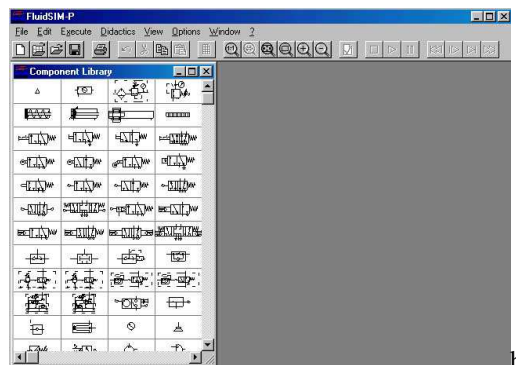 FluidSIM-P
File Edit Execute Didactics View Options Window ?
Component Library